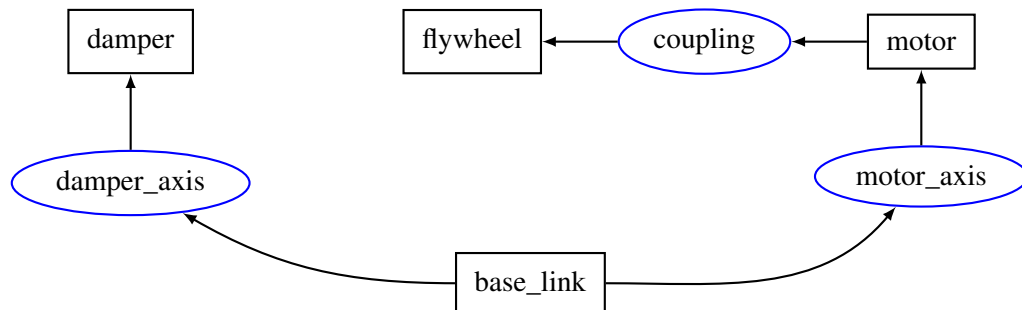 damper
flywheel
coupling
motor
damper_axis
motor_axis
base_link